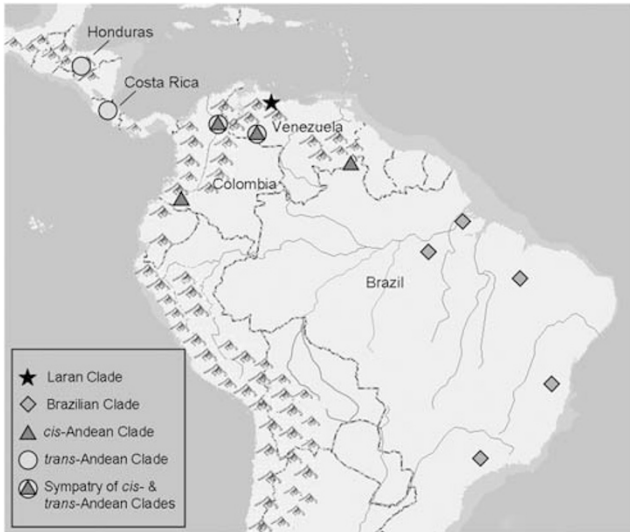 Honduras
Costa Rica
Venezuela
Colombia
Brazil
Laran Clade
Brazilian Clade
cis-Andean Clade
trans-Andean Clade
Sympatry of cis- &
trans-Andean Clades